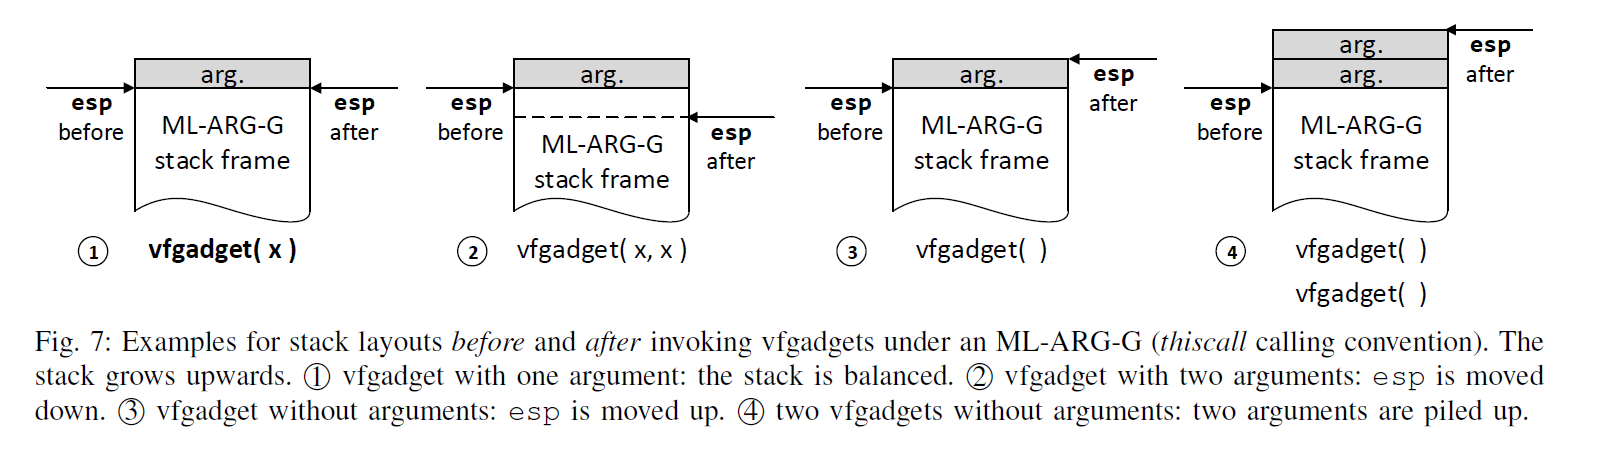 arg.
esp
before
esp
after
ML-ARG-G
stack frame
① vfgadget( x )
arg.
esp
before
esp
after
ML-ARG-G
stack frame
② vfgadget( x, x )
arg.
esp
before
esp
after
ML-ARG-G
stack frame
③ vfgadget(  )
arg.
arg.
esp
before
esp
after
ML-ARG-G
stack frame
④ vfgadget(  )
vfgadget(  )
Fig. 7: Examples for stack layouts before and after invoking vfgadgets under an ML-ARG-G (thiscall calling convention). The
stack grows upwards. ① vfgadget with one argument: the stack is balanced. ② vfgadget with two arguments: esp is moved
down. ③ vfgadget without arguments: esp is moved up. ④ two vfgadgets without arguments: two arguments are piled up.